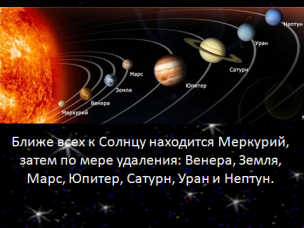 Нептун
Уран
Сатурн
Юпитер
Марс
Земля
Венера
Меркурий
Ближе всех к Солнцу находится Меркурий,
затем по мере удаления: Венера, Земля,
Марс, Юпитер, Сатурн, Уран и Нептун.